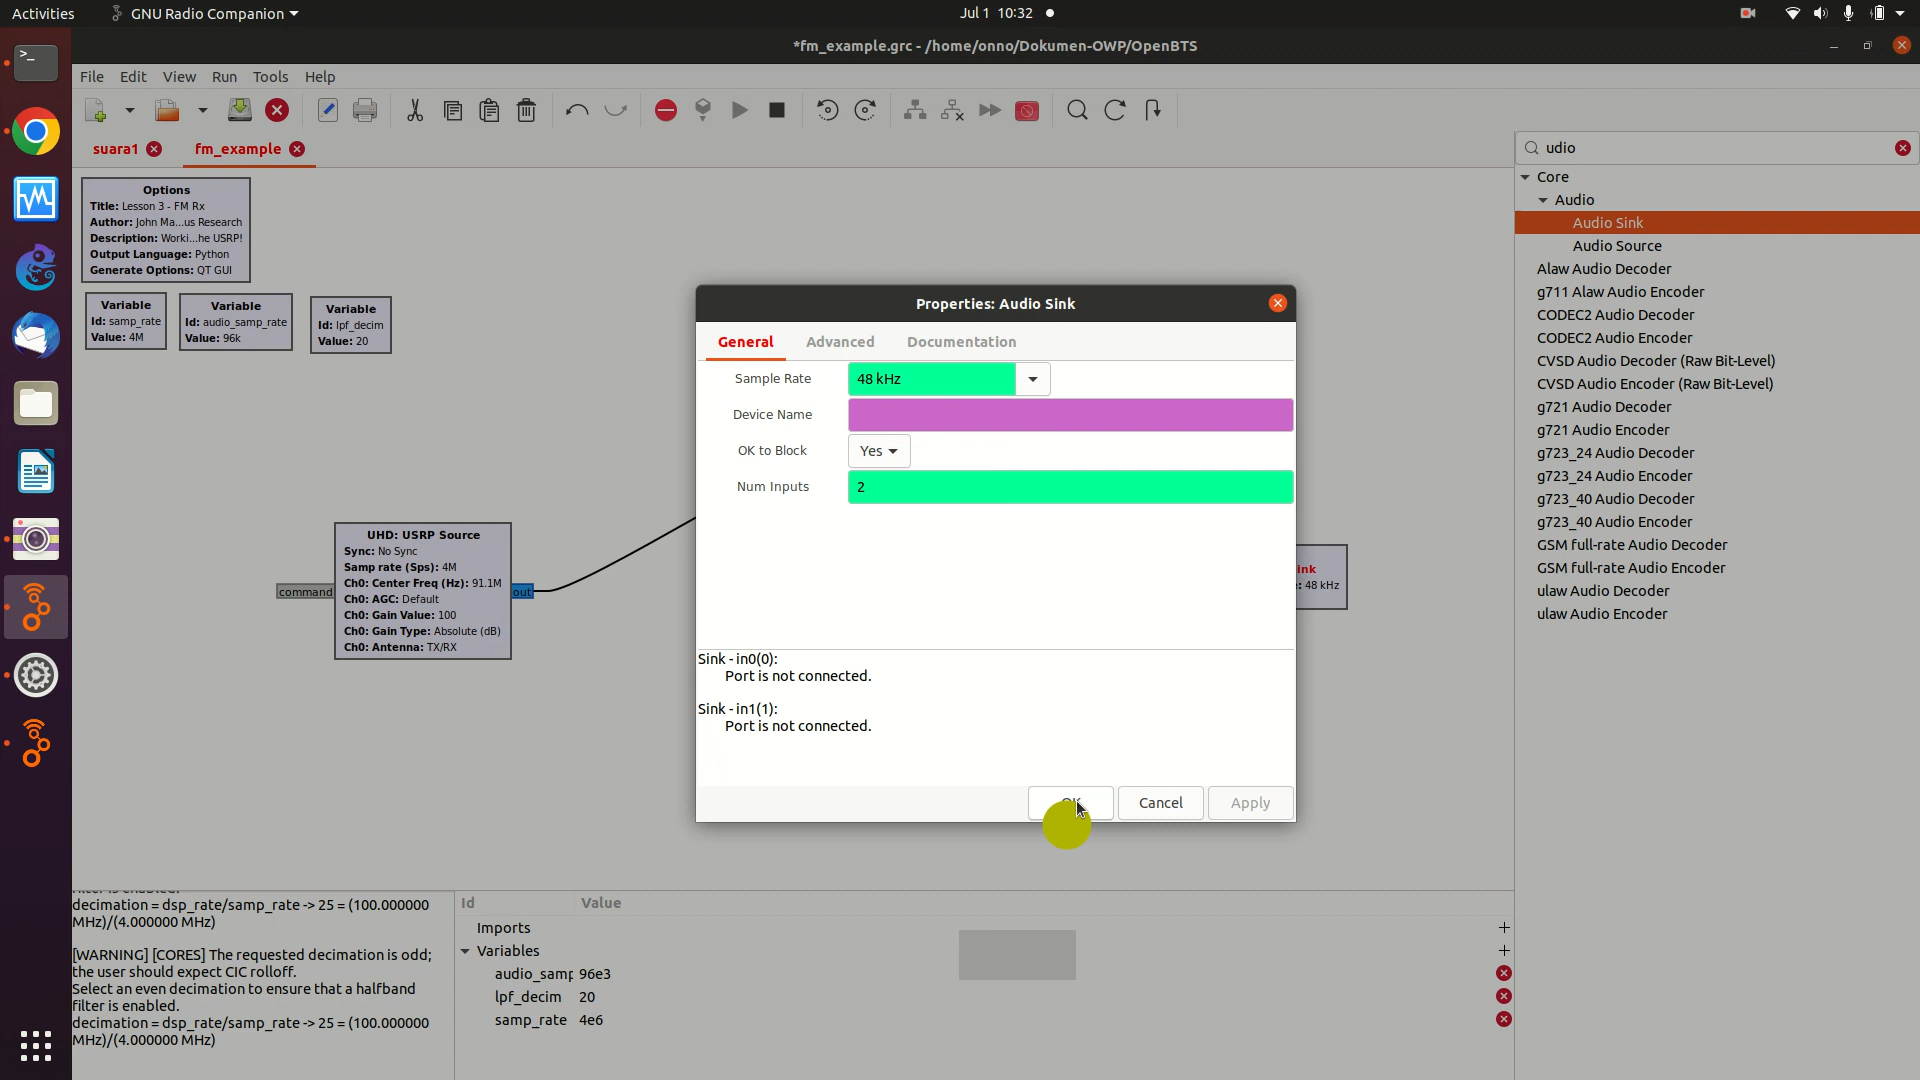 Activities
GNU Radio Companion
Jul 1 10:32
*fm_example.grc - /home/onno/Dokumen-OWP/OpenBTS
File Edit View Run Tools Help
suara1
fm_example
udio
Options
Title: Lesson 3 - FM Rx
Author: John Ma...us Research
Description: Worki...he USRP!
Output Language: Python
Generate Options: QT GUI
Variable
Id: samp_rate
Value: 4M
Variable
Id: audio_samp_rate
Value: 96k
Variable
Id: lpf_decim
Value: 20
UHD: USRP Source
Sync: No Sync
Samp rate (Sps): 4M
Ch0: Center Freq (Hz): 91.1M
Ch0: AGC: Default
Ch0: Gain Value: 100
Ch0: Gain Type: Absolute (dB)
Ch0: Antenna: TX/RX
command
out
Properties: Audio Sink
General Advanced Documentation
Sample Rate 48 kHz
Device Name
OK to Block Yes
Num Inputs 2
Sink - in0(0):
Port is not connected.
Sink - in1(1):
Port is not connected.
OK Cancel Apply
ink
: 48 kHz
Core
Audio
Audio Sink
Audio Source
Alaw Audio Decoder
g711 Alaw Audio Encoder
CODEC2 Audio Decoder
CODEC2 Audio Encoder
CVSD Audio Decoder (Raw Bit-Level)
CVSD Audio Encoder (Raw Bit-Level)
g721 Audio Decoder
g721 Audio Encoder
g723_24 Audio Decoder
g723_24 Audio Encoder
g723_40 Audio Decoder
g723_40 Audio Encoder
GSM full-rate Audio Decoder
GSM full-rate Audio Encoder
ulaw Audio Decoder
ulaw Audio Encoder
filter is enabled.
decimation = dsp_rate/samp_rate -> 25 = (100.000000
MHz)/(4.000000 MHz)
[WARNING] [CORES] The requested decimation is odd;
the user should expect CIC rolloff.
Select an even decimation to ensure that a halfband
filter is enabled.
decimation = dsp_rate/samp_rate -> 25 = (100.000000
MHz)/(4.000000 MHz)
Id Value
Imports
Variables
audio_samp 96e3
lpf_decim 20
samp_rate 4e6